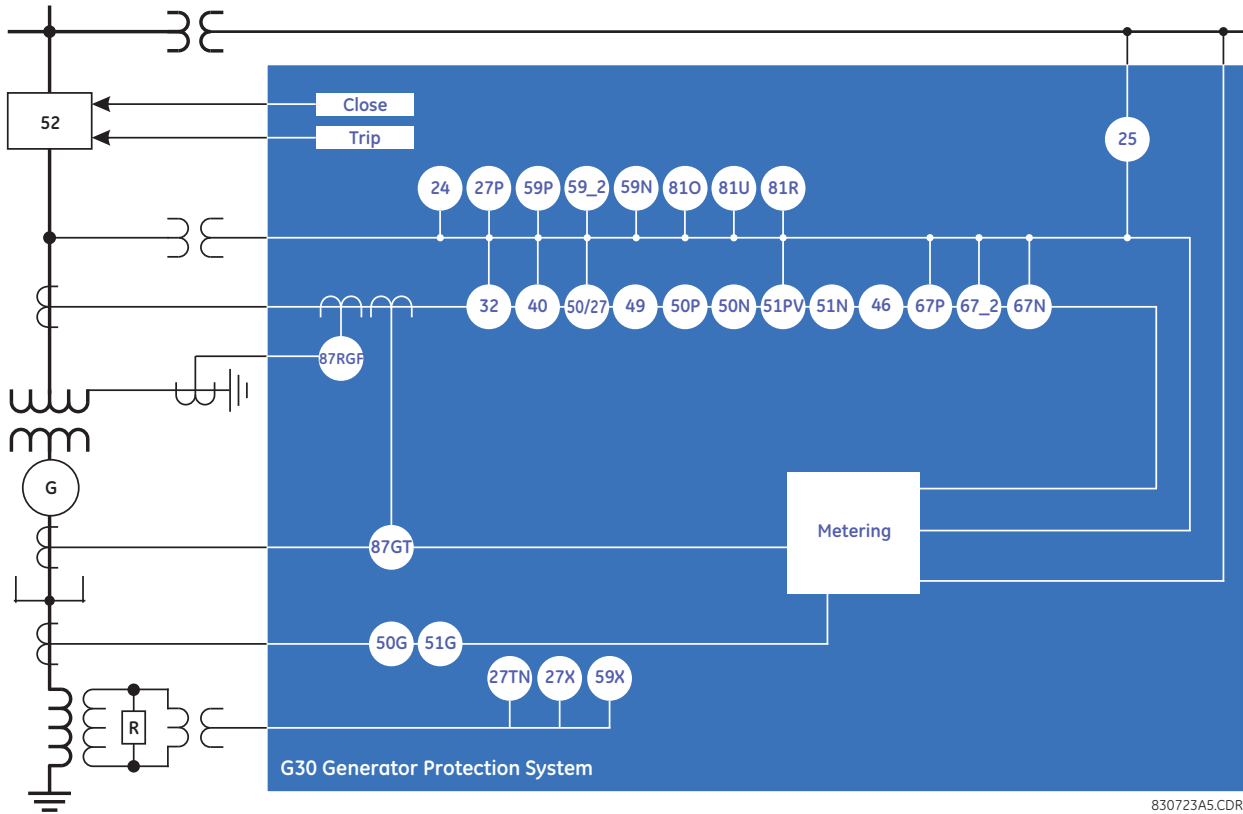 Close
52
Trip
25
24
27P
59P
59_2
59N
81O
81U
81R
32
40
50/27
49
50P
50N
51PV
51N
46
67P
67_2
67N
87RGF
G
Metering
87GT
50G
51G
27TN
27X
59X
R
G30 Generator Protection System
830723A5.CDR